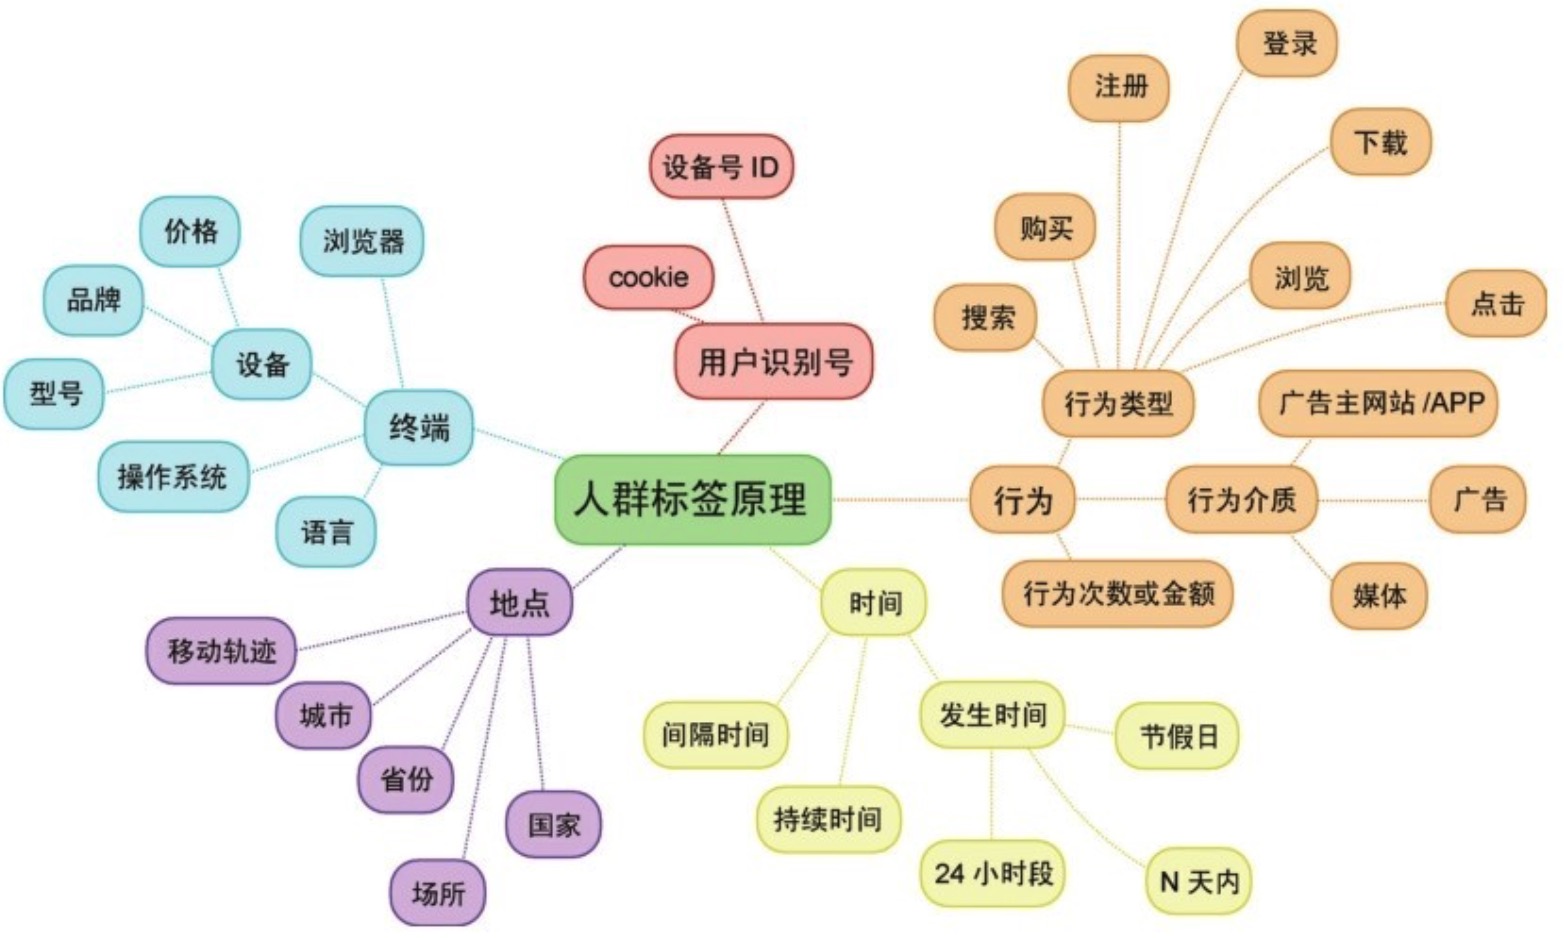 登录
注册
下载
设备号 ID
购买
价格
浏览器
cookie
浏览
品牌
搜索
点击
设备
用户识别号
型号
终端
行为类型
广告主网站 /APP
操作系统
人群标签原理
行为
行为介质
广告
语言
地点
时间
行为次数或金额
媒体
移动轨迹
城市
间隔时间
发生时间
节假日
省份
国家
持续时间
24 小时段
N 天内
场所